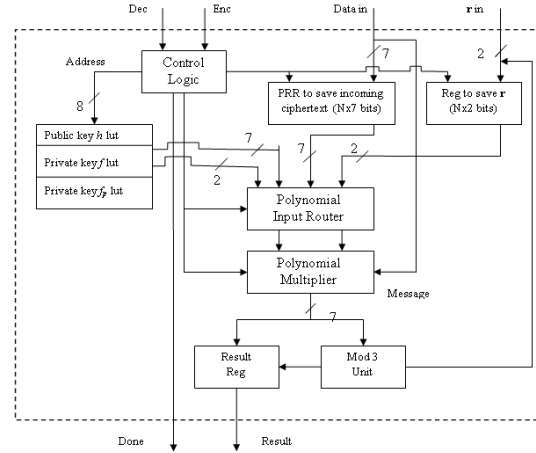 Dec
Enc
Data in
r in
Address
Control
Logic
7
2
8
PRR to save incoming
ciphertext (Nx7 bits)
Reg to save r
(Nx2 bits)
Public key h lut
Private key f lut
Private key fp lut
7
2
7
2
Polynomial
Input Router
Polynomial
Multiplier
Message
7
Result
Reg
Mod 3
Unit
Done
Result